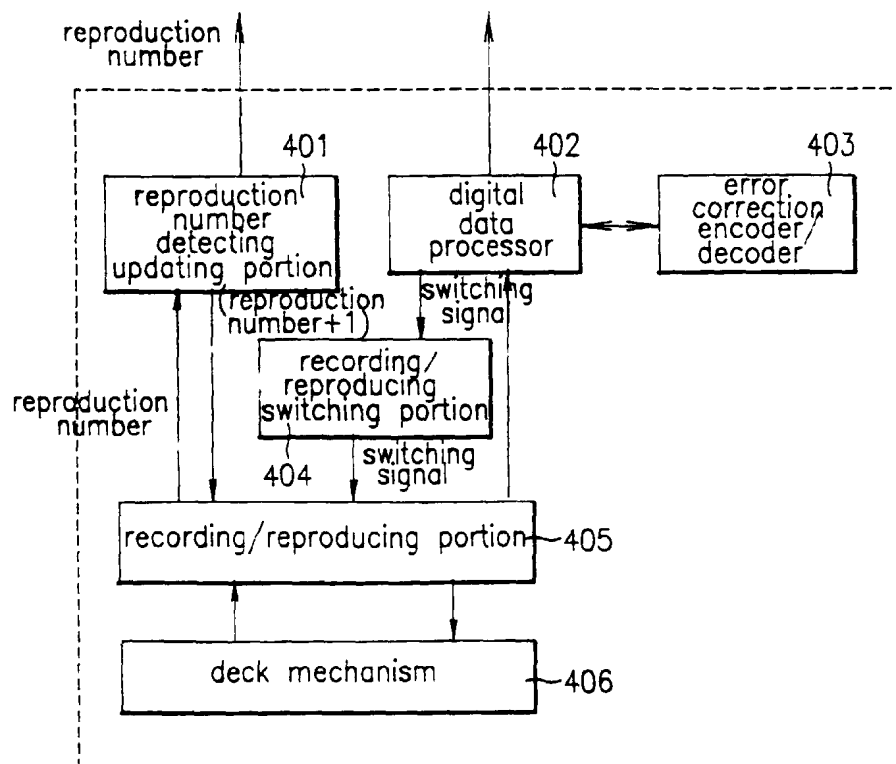 reproduction
number
401
402
403
reproduction
number
detecting
updating portion
digital
data
processor
error
correction
encoder/
decoder
(reproduction
number+1)
switching
signal
recording/
reproducing
switching portion
reproduction
number
404
switching
signal
recording/reproducing portion
405
deck mechanism
406